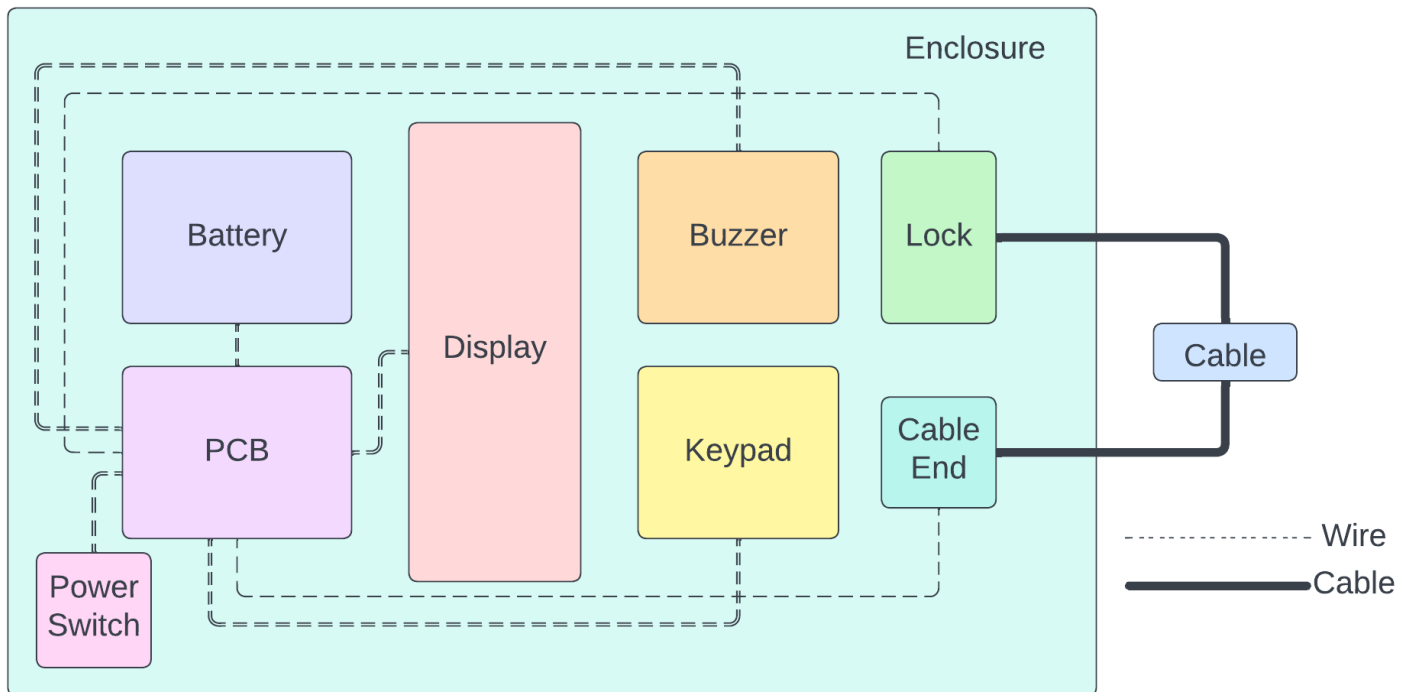 Enclosure
Battery
Buzzer
Lock
Display
Cable
PCB
Keypad
Cable
End
Power
Switch
Wire
Cable